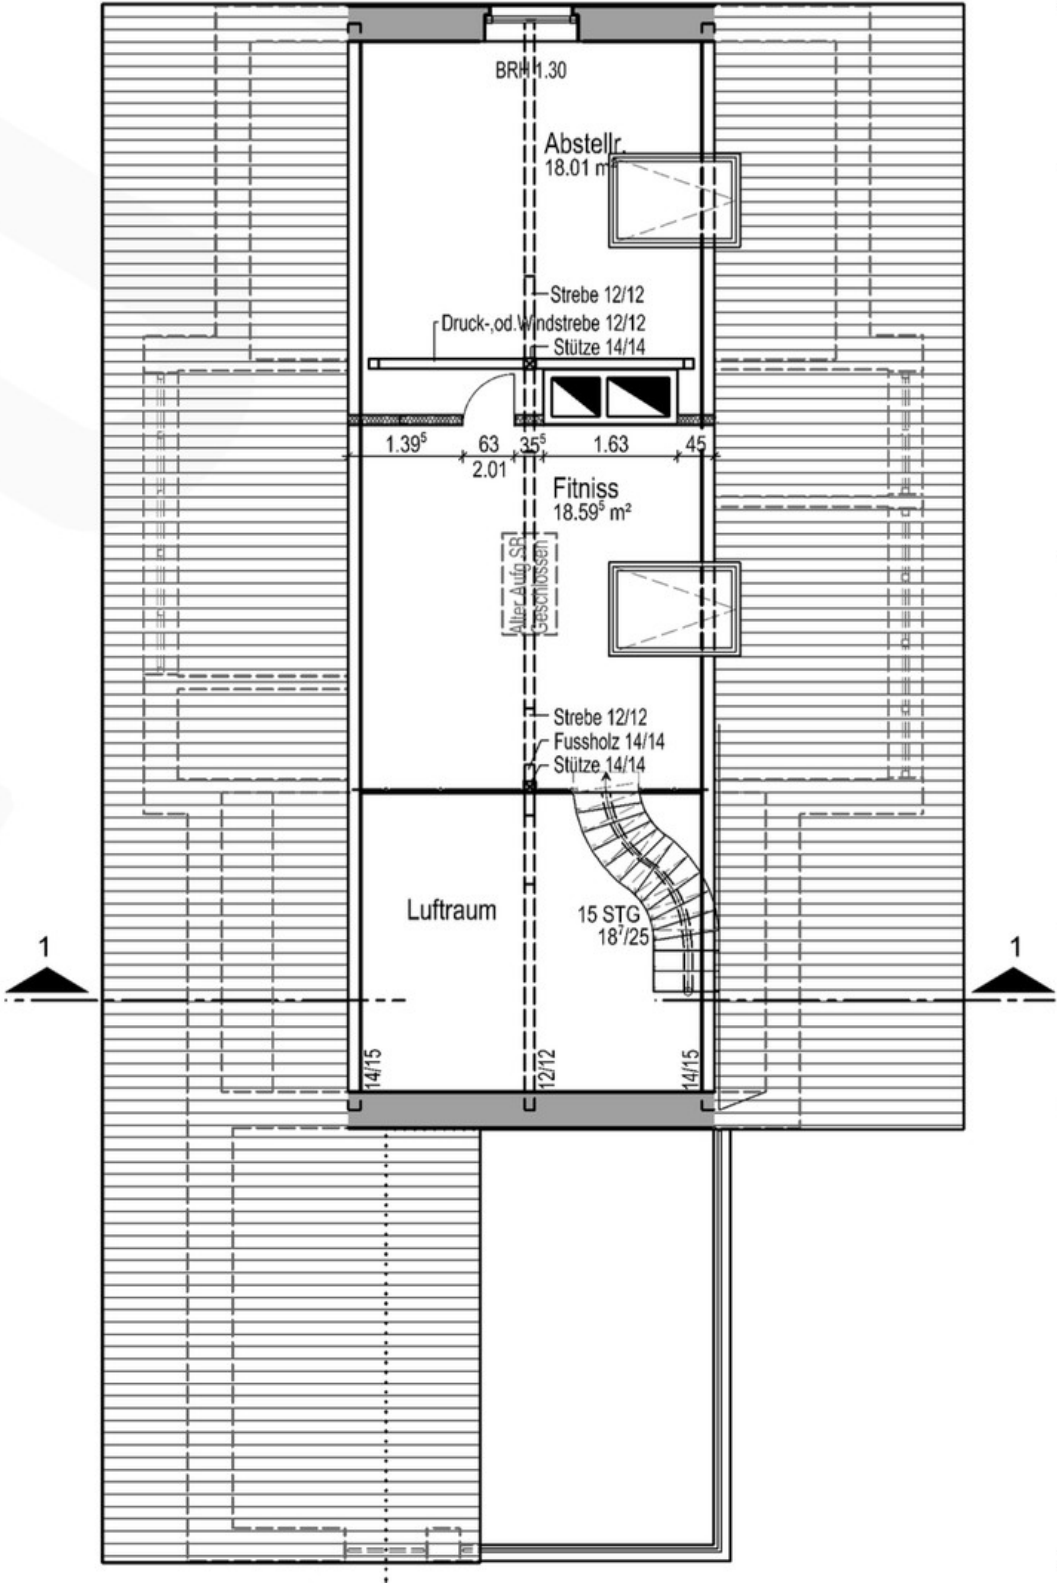 BRH 1.30
Abstellr.
18.01 m²
Strebe 12/12
Druck-,od.Windstrebe 12/12
Stütze 14/14
1.39⁵ 63 35⁵ 1.63 45
2.01
Fitniss
18.59⁵ m²
Alter Aufg.SB
Geschlossen
Strebe 12/12
Fussholz 14/14
Stütze 14/14
Luftraum
15 STG
18⁷/25
1
1
14/15
12/12
14/15